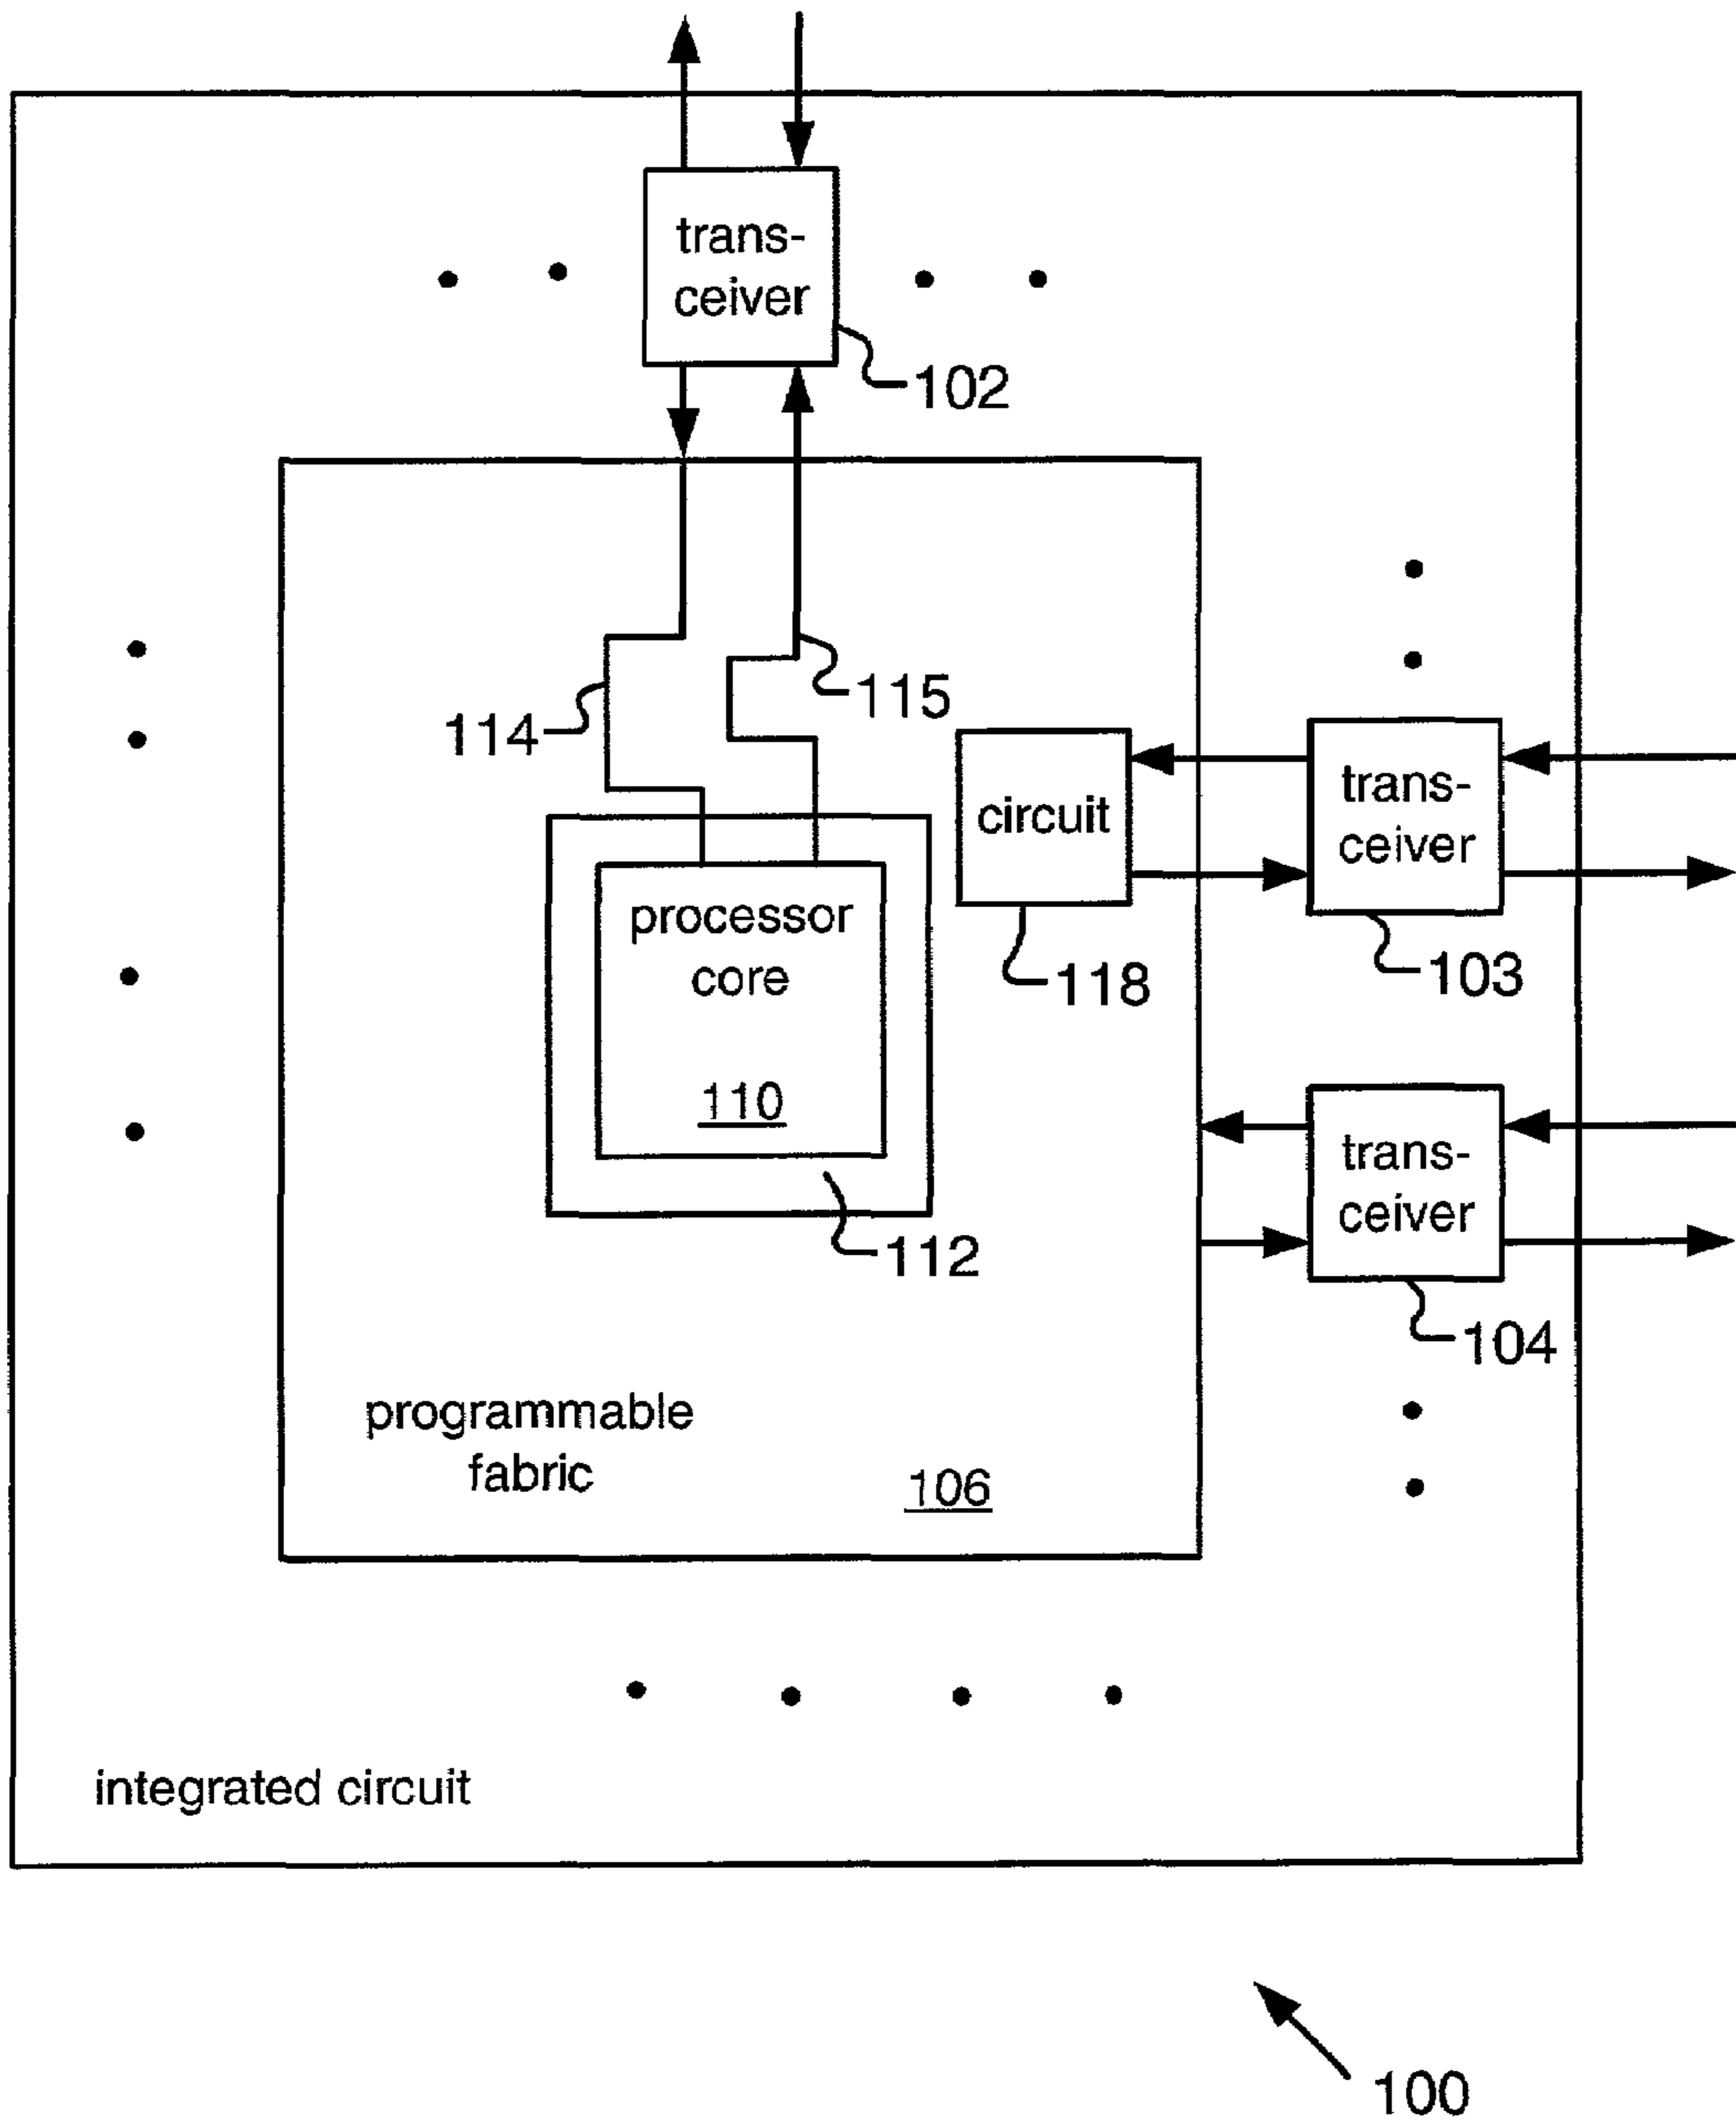 trans-
ceiver
102
114
115
circuit
trans-
ceiver
118
103
processor
core
110
112
trans-
ceiver
104
programmable
fabric
106
integrated circuit
100